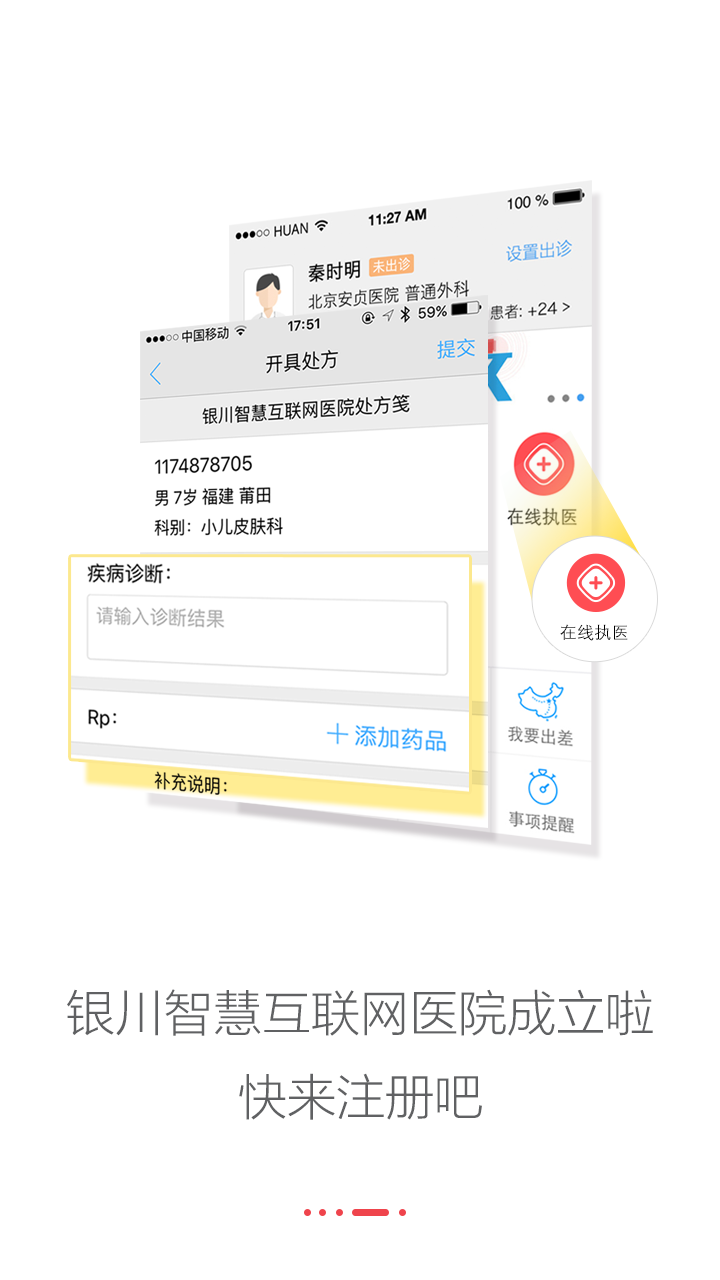 HUAN 11:27 AM 100 %
设置出诊
秦时明 未出诊
北京安贞医院 普通外科
患者: +24 >
中国移动 17:51 59%
开具处方 提交
银川智慧互联网医院处方笺
1174878705
男 7岁 福建 莆田
科别：小儿皮肤科
在线执医
疾病诊断：
请输入诊断结果
在线执医
Rp：
＋添加药品
我要出差
补充说明：
事项提醒
银川智慧互联网医院成立啦
快来注册吧